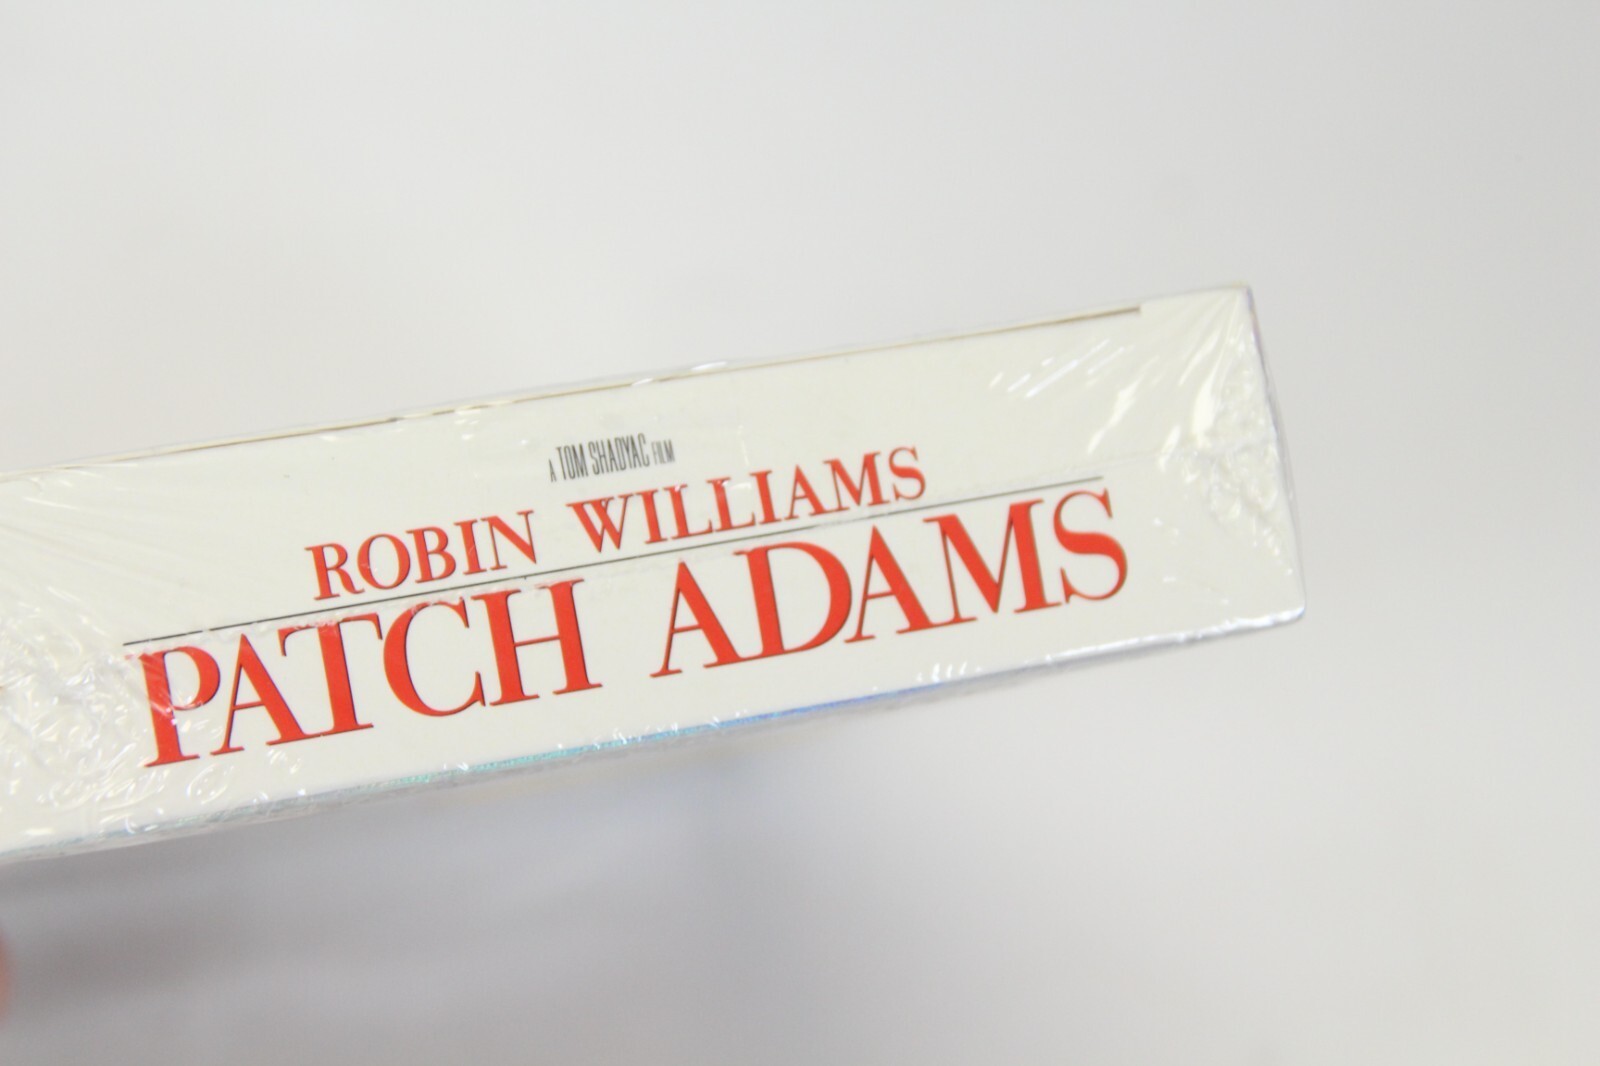 A TOM SHADYAC FILM
ROBIN WILLIAMS
PATCH ADAMS